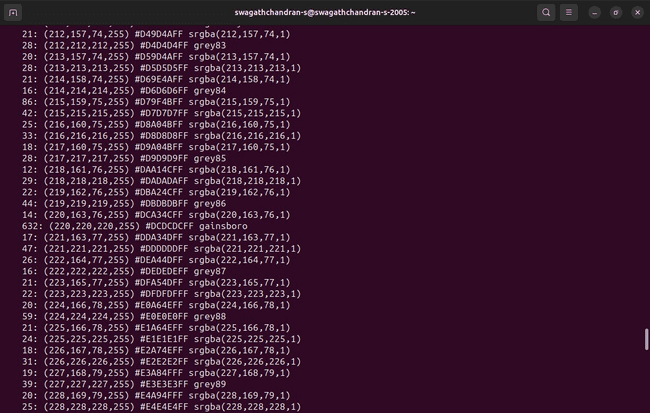 swagathchandran-s@swagathchandran-s-2005: ~
21: (212,157,74,255) #D49D4AFF srgba(212,157,74,1)
28: (212,212,212,255) #D4D4D4FF grey83
20: (213,157,74,255) #D59D4AFF srgba(213,157,74,1)
28: (213,213,213,255) #D5D5D5FF srgba(213,213,213,1)
21: (214,158,74,255) #D69E4AFF srgba(214,158,74,1)
16: (214,214,214,255) #D6D6D6FF grey84
86: (215,159,75,255) #D79F4BFF srgba(215,159,75,1)
42: (215,215,215,255) #D7D7D7FF srgba(215,215,215,1)
25: (216,160,75,255) #D8A04BFF srgba(216,160,75,1)
33: (216,216,216,255) #D8D8D8FF srgba(216,216,216,1)
18: (217,160,75,255) #D9A04BFF srgba(217,160,75,1)
28: (217,217,217,255) #D9D9D9FF grey85
12: (218,161,76,255) #DAA14CFF srgba(218,161,76,1)
29: (218,218,218,255) #DADADAFF srgba(218,218,218,1)
22: (219,162,76,255) #DBA24CFF srgba(219,162,76,1)
44: (219,219,219,255) #DBDBDBFF grey86
14: (220,163,76,255) #DCA34CFF srgba(220,163,76,1)
632: (220,220,220,255) #DCDCDCFF gainsboro
17: (221,163,77,255) #DDA34DFF srgba(221,163,77,1)
47: (221,221,221,255) #DDDDDDFF srgba(221,221,221,1)
26: (222,164,77,255) #DEA44DFF srgba(222,164,77,1)
16: (222,222,222,255) #DEDEDEFF grey87
21: (223,165,77,255) #DFA54DFF srgba(223,165,77,1)
22: (223,223,223,255) #DFDFDFFF srgba(223,223,223,1)
20: (224,166,78,255) #E0A64EFF srgba(224,166,78,1)
59: (224,224,224,255) #E0E0E0FF grey88
21: (225,166,78,255) #E1A64EFF srgba(225,166,78,1)
24: (225,225,225,255) #E1E1E1FF srgba(225,225,225,1)
18: (226,167,78,255) #E2A74EFF srgba(226,167,78,1)
31: (226,226,226,255) #E2E2E2FF srgba(226,226,226,1)
19: (227,168,79,255) #E3A84FFF srgba(227,168,79,1)
39: (227,227,227,255) #E3E3E3FF grey89
20: (228,169,79,255) #E4A94FFF srgba(228,169,79,1)
25: (228,228,228,255) #E4E4E4FF srgba(228,228,228,1)